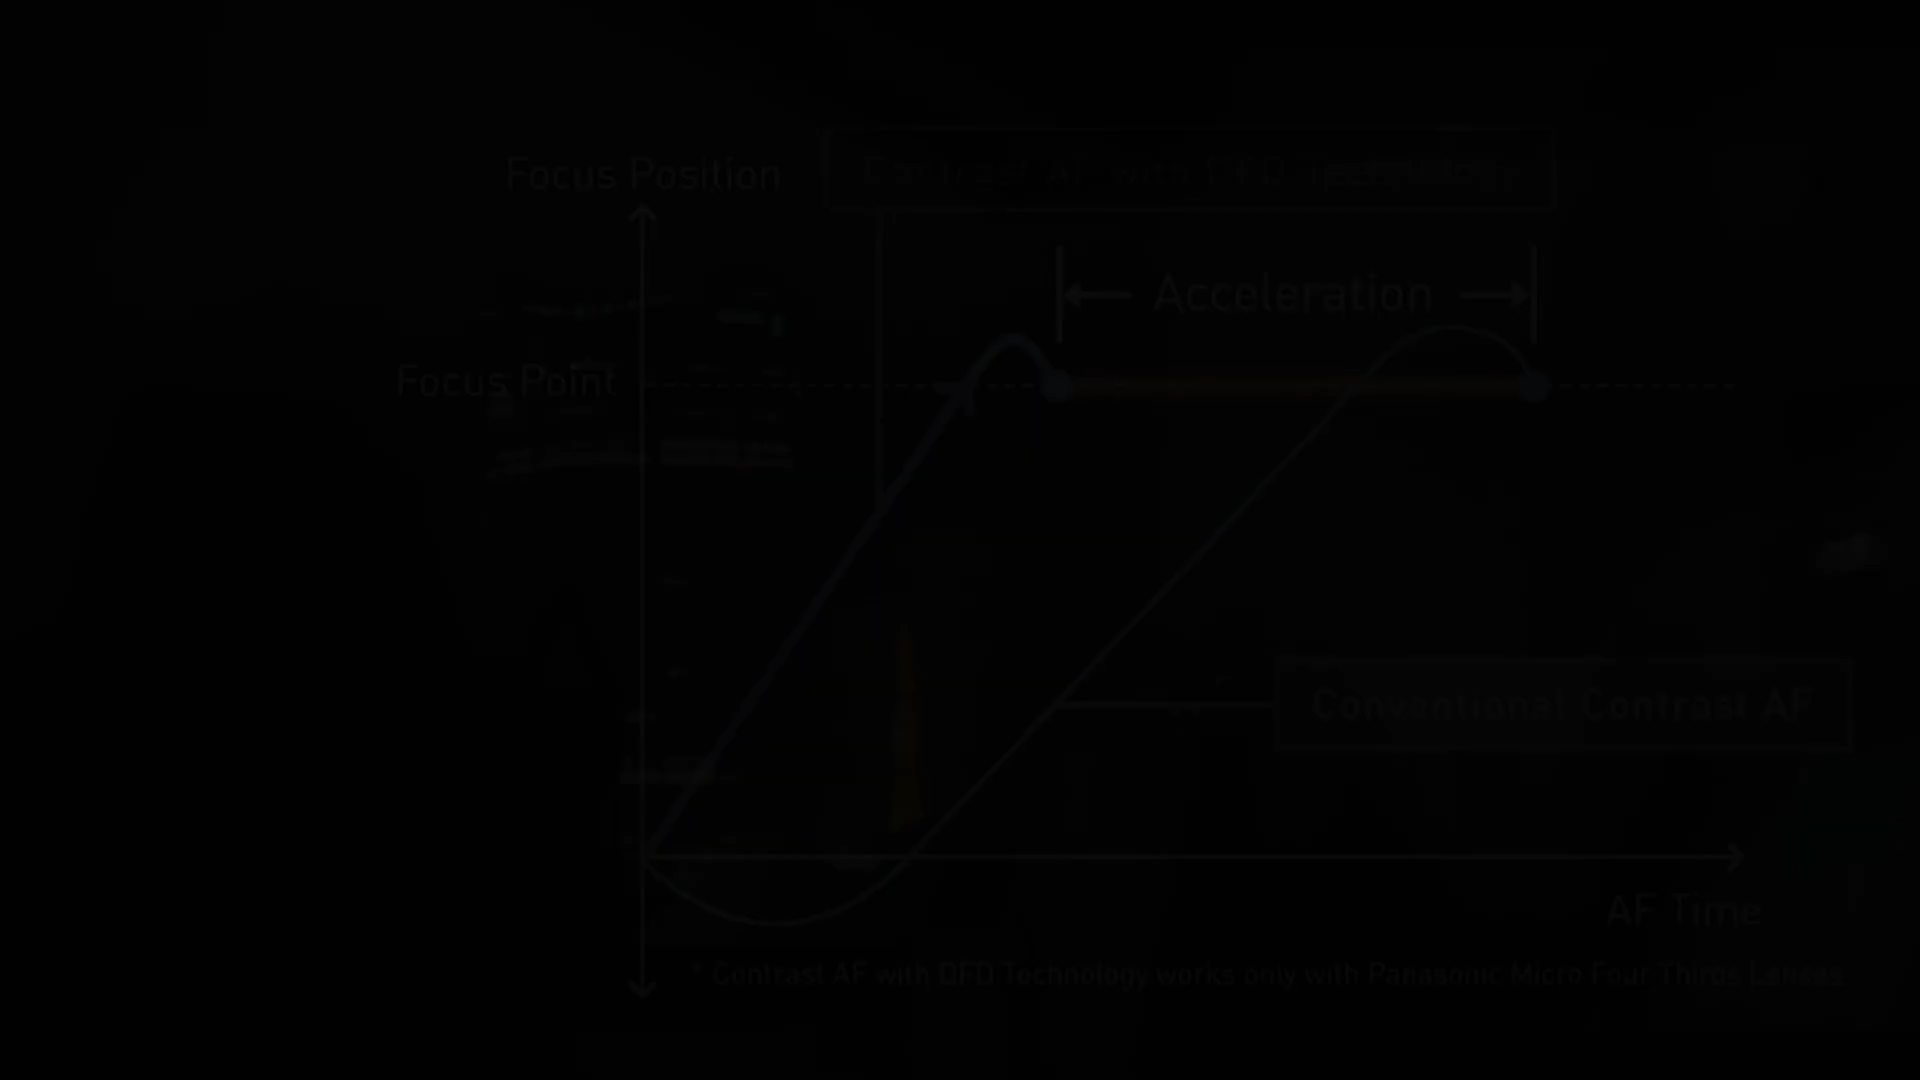 Focus Position
Contrast AF with DFD Technology
Acceleration
Focus Point
Conventional Contrast AF
AF Time
* Contrast AF with DFD Technology works only with Panasonic Micro Four Thirds Lenses